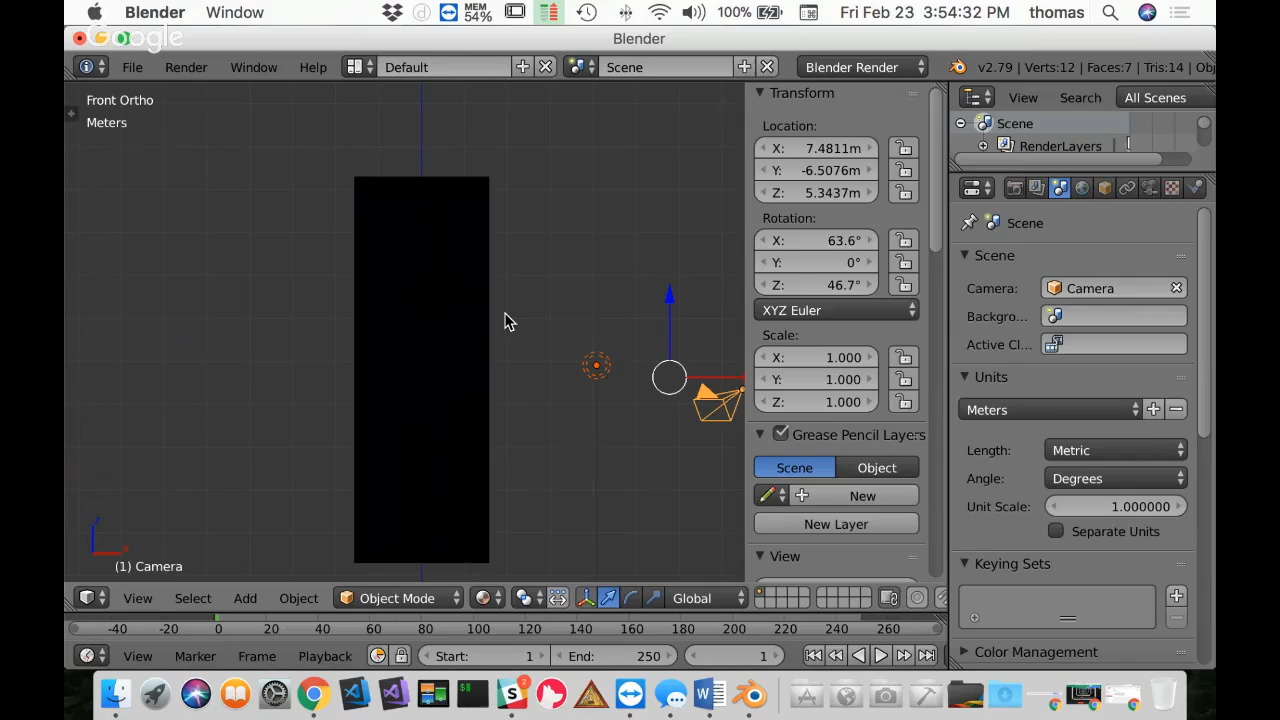 Blender Window MEM 54% 100% Fri Feb 23 3:54:32 PM thomas
Google
Blender
File Render Window Help Default Scene Blender Render v2.79 | Verts:12 | Faces:7 | Tris:14 | Obj
Front Ortho
Meters
(1) Camera
Transform
Location:
X: 7.4811m
Y: -6.5076m
Z: 5.3437m
Rotation:
X: 63.6°
Y: 0°
Z: 46.7°
XYZ Euler
Scale:
X: 1.000
Y: 1.000
Z: 1.000
Grease Pencil Layers
Scene Object
New
New Layer
View
View Search All Scenes
Scene
RenderLayers
Scene
Scene
Camera: Camera
Backgro...
Active Cl...
Units
Meters
Length: Metric
Angle: Degrees
Unit Scale: 1.000000
Separate Units
Keying Sets
Color Management
z
x
View Select Add Object Object Mode Global
-40 -20 0 20 40 60 80 100 120 140 160 180 200 220 240 260
View Marker Frame Playback Start: 1 End: 250 1
2